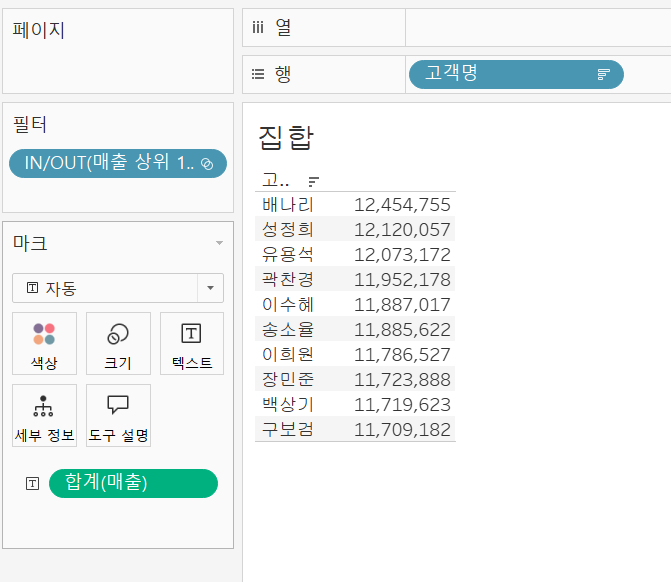 페이지
iii 열
행 고객명
필터
IN/OUT(매출 상위 1..
마크
자동
색상 크기 텍스트
세부 정보 도구 설명
합계(매출)
집합
고..
배나리 12,454,755
성정희 12,120,057
유용석 12,073,172
곽찬경 11,952,178
이수혜 11,887,017
송소율 11,885,622
이희원 11,786,527
장민준 11,723,888
백상기 11,719,623
구보검 11,709,182